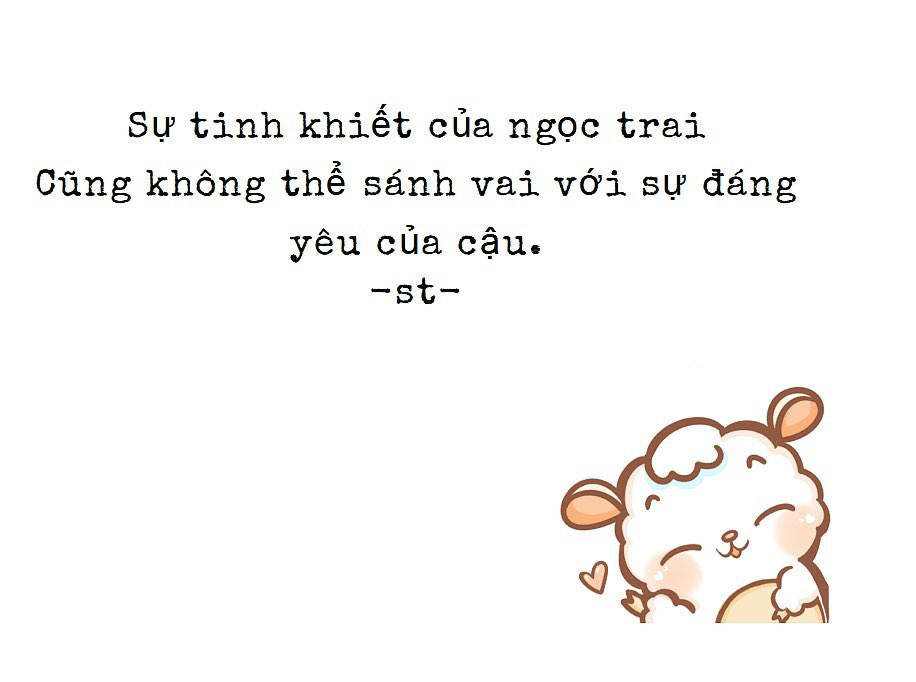 Sự tinh khiết của ngọc trai
Cũng không thể sánh vai với sự đáng
yêu của cậu.
-st-